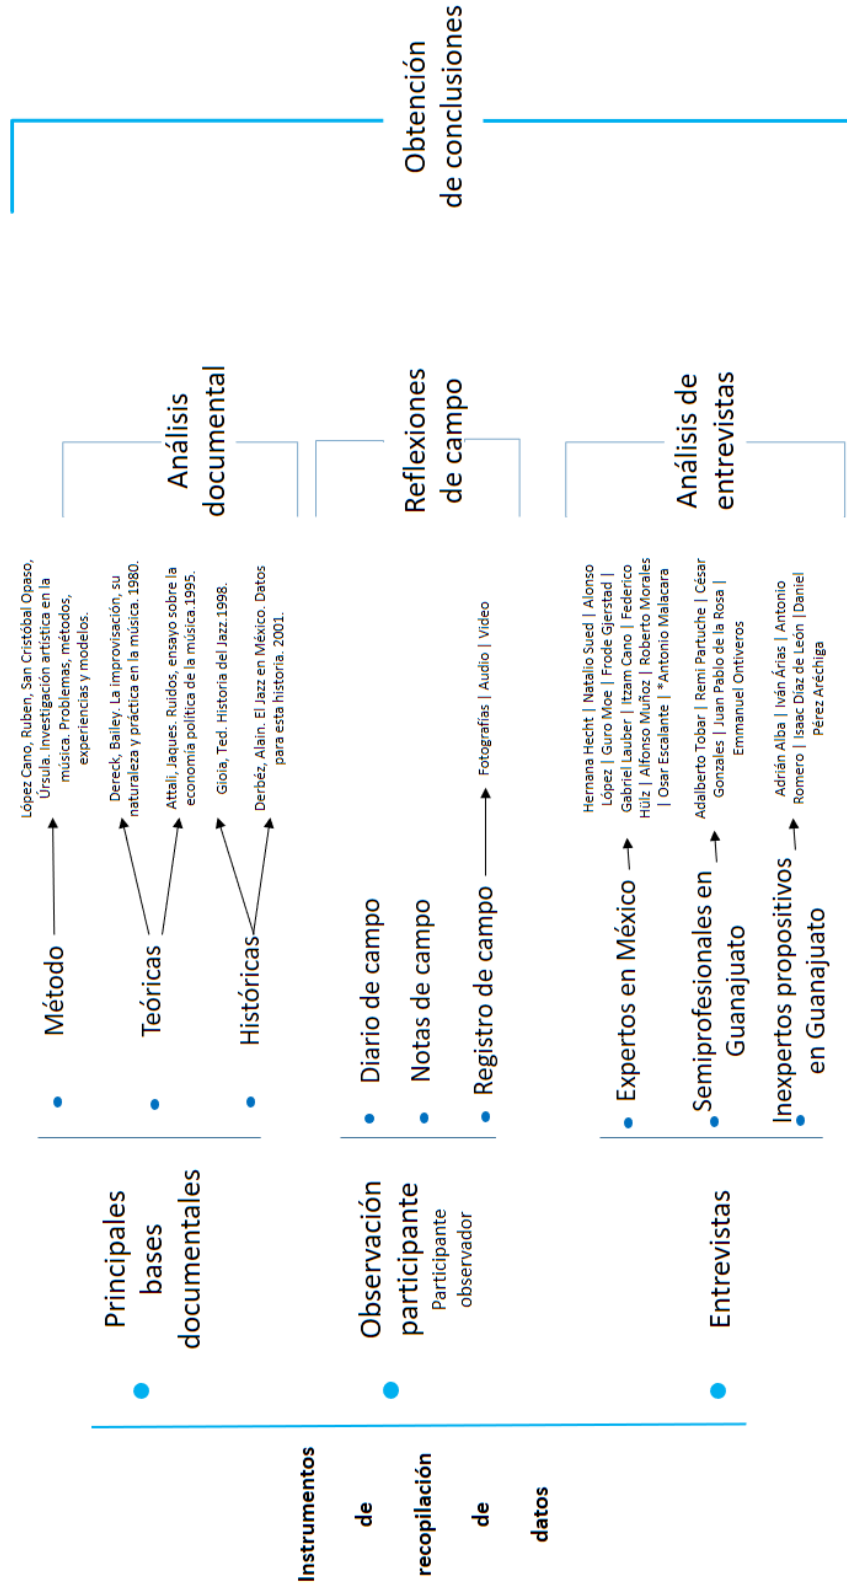 Instrumentos
de
recopilación
de
datos
Principales
bases
documentales
Método
López Cano, Ruben, San Cristóbal Opaso,
Úrsula. Investigación artística en la
música. Problemas, métodos,
experiencias y modelos.
Teóricas
Dereck, Bailey. La improvisación, su
naturaleza y práctica en la música. 1980.
Attali, Jaques. Ruidos, ensayo sobre la
economía política de la música.1995.
Históricas
Gioia, Ted. Historia del Jazz.1998.
Derbéz, Alain. El Jazz en México. Datos
para esta historia. 2001.
Análisis
documental
Observación
participante
Participante
observador
Diario de campo
Notas de campo
Registro de campo
Fotografías | Audio | Video
Reflexiones
de campo
Entrevistas
Expertos en México
Hernana Hecht | Natalio Sued | Alonso
López | Guro Moe | Frode Gjerstad |
Gabriel Lauber | Itzam Cano | Federico
Hülz | Alfonso Muñoz | Roberto Morales
| Osar Escalante | *Antonio Malacara
Semiprofesionales en
Guanajuato
Adalberto Tobar | Remi Partuche | César
Gonzales | Juan Pablo de la Rosa |
Emmanuel Ontiveros
Inexpertos propositivos
en Guanajuato
Adrián Alba | Iván Árias | Antonio
Romero | Isaac Díaz de León |Daniel
Pérez Aréchiga
Análisis de
entrevistas
Obtención
de conclusiones